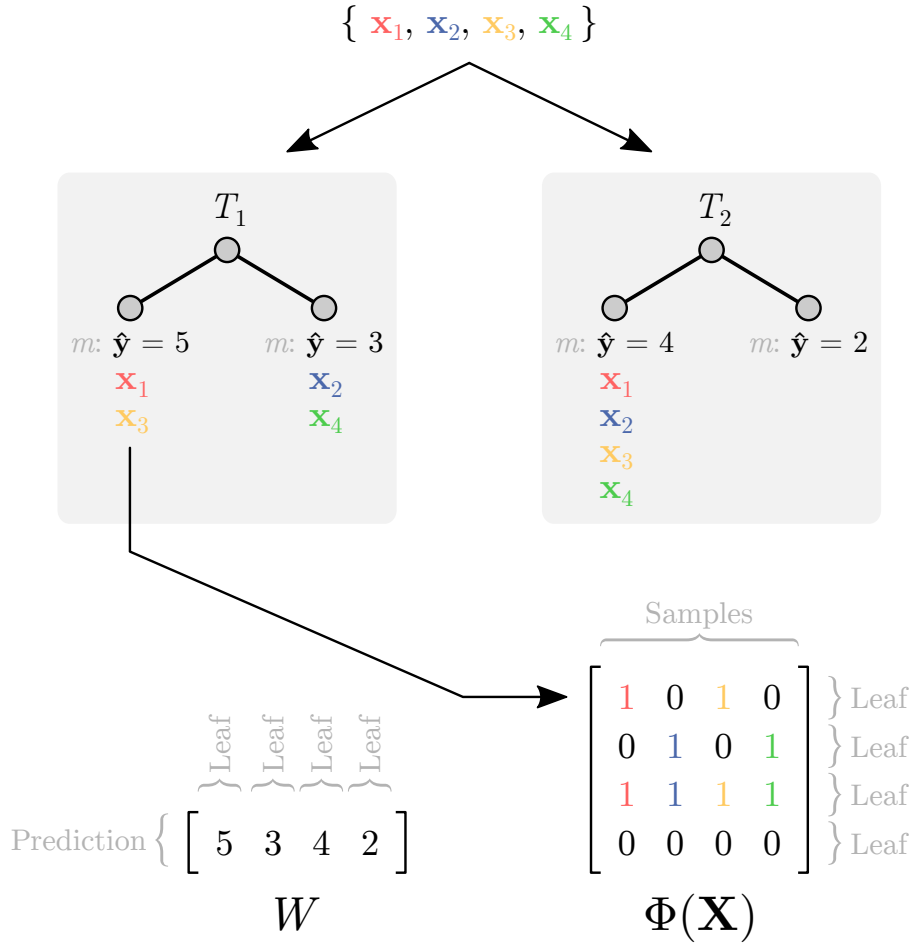 { x₁, x₂, x₃, x₄ }
T₁
T₂
m: ŷ = 5
m: ŷ = 3
m: ŷ = 4
m: ŷ = 2
x₁
x₃
x₂
x₄
x₁
x₂
x₃
x₄
Samples
1 0 1 0
0 1 0 1
1 1 1 1
0 0 0 0
Leaf
Leaf
Leaf
Leaf
Leaf
Leaf
Leaf
Leaf
Prediction { [ 5 3 4 2 ]
W
Φ(X)